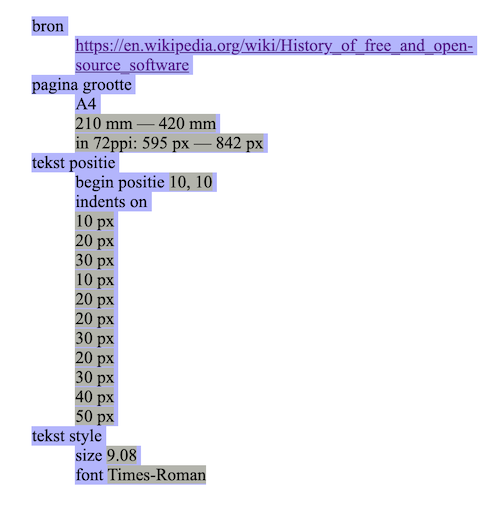 bron
https://en.wikipedia.org/wiki/History_of_free_and_open-
source_software
pagina grootte
A4
210 mm — 420 mm
in 72ppi: 595 px — 842 px
tekst positie
begin positie 10, 10
indents on
10 px
20 px
30 px
10 px
20 px
20 px
30 px
20 px
30 px
40 px
50 px
tekst style
size 9.08
font Times-Roman